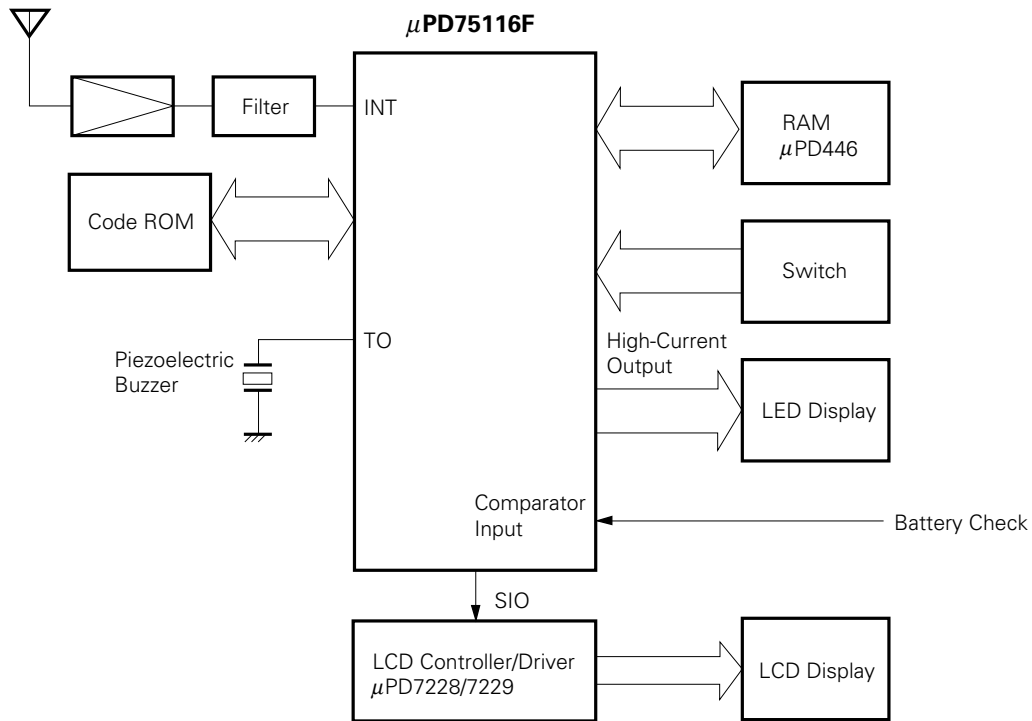 μPD75116F
Filter
INT
RAM
μPD446
Code ROM
Switch
TO
Piezoelectric
Buzzer
High-Current
Output
LED Display
Comparator
Input
Battery Check
SIO
LCD Controller/Driver
μPD7228/7229
LCD Display